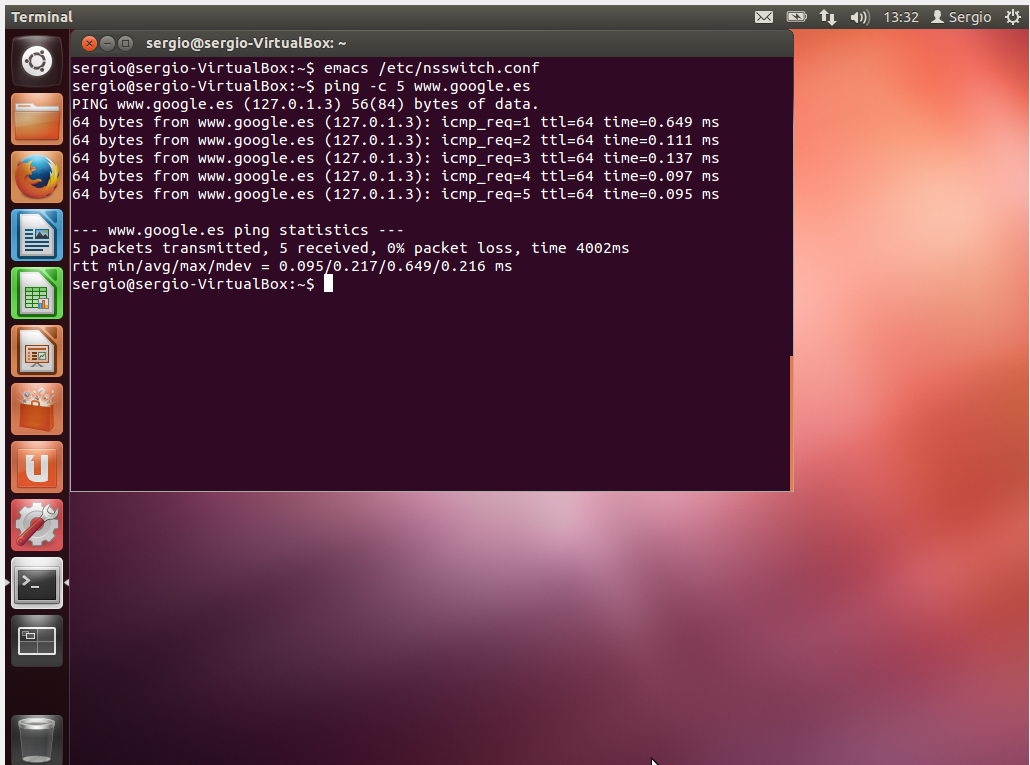 Terminal
13:32
Sergio
sergio@sergio-VirtualBox: ~
sergio@sergio-VirtualBox:~$ emacs /etc/nsswitch.conf
sergio@sergio-VirtualBox:~$ ping -c 5 www.google.es
PING www.google.es (127.0.1.3) 56(84) bytes of data.
64 bytes from www.google.es (127.0.1.3): icmp_req=1 ttl=64 time=0.649 ms
64 bytes from www.google.es (127.0.1.3): icmp_req=2 ttl=64 time=0.111 ms
64 bytes from www.google.es (127.0.1.3): icmp_req=3 ttl=64 time=0.137 ms
64 bytes from www.google.es (127.0.1.3): icmp_req=4 ttl=64 time=0.097 ms
64 bytes from www.google.es (127.0.1.3): icmp_req=5 ttl=64 time=0.095 ms
--- www.google.es ping statistics ---
5 packets transmitted, 5 received, 0% packet loss, time 4002ms
rtt min/avg/max/mdev = 0.095/0.217/0.649/0.216 ms
sergio@sergio-VirtualBox:~$